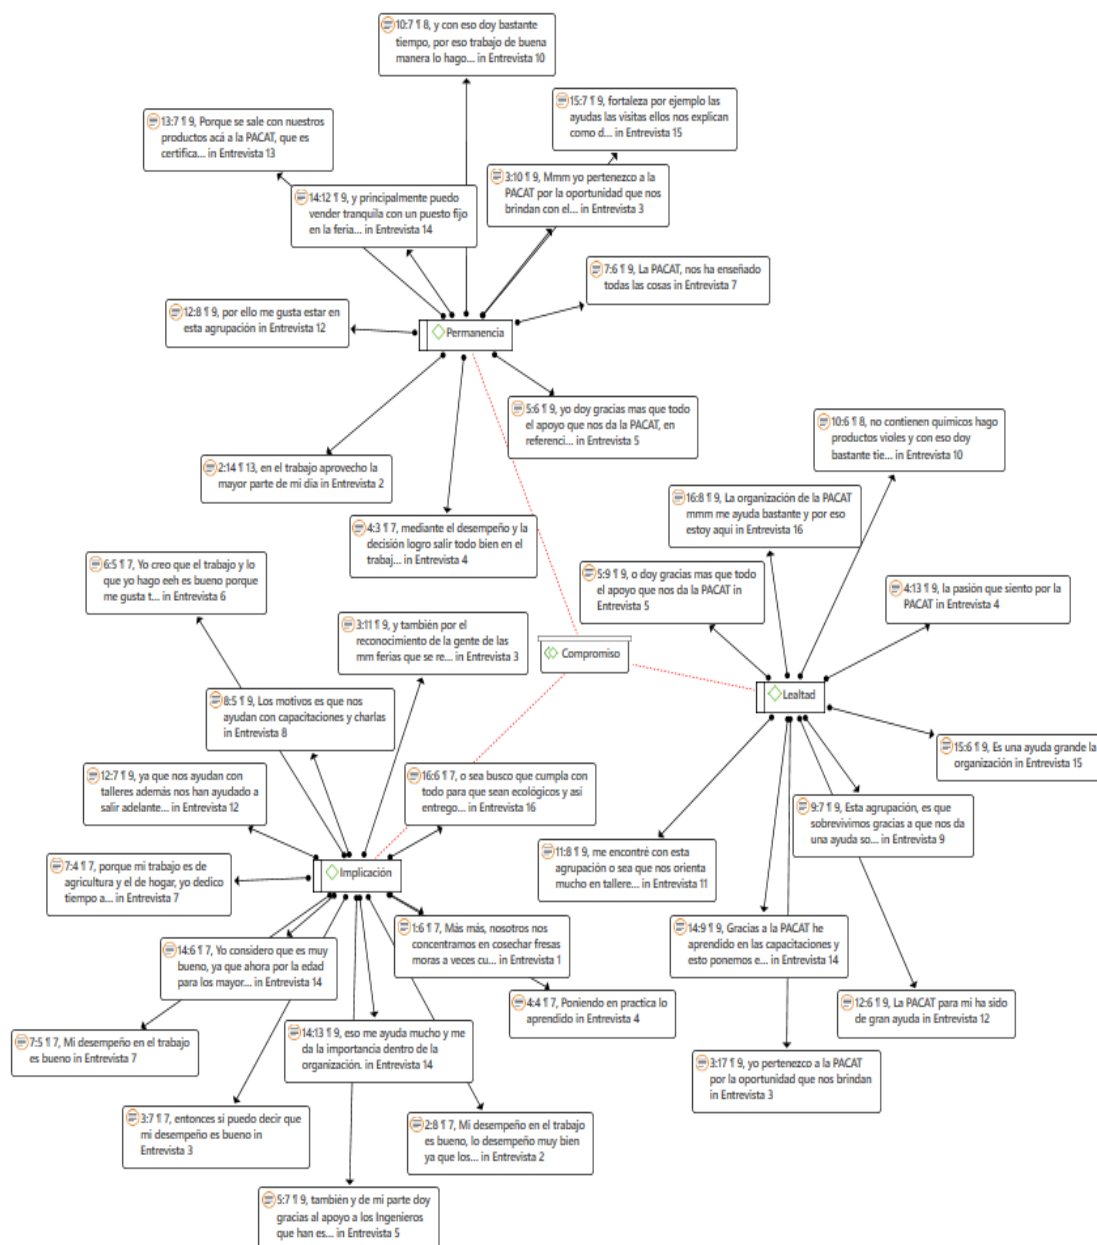 10:7 ¶ 8, y con eso doy bastante
tiempo, por eso trabajo de buena
manera lo hago... in Entrevista 10
15:7 ¶ 9, fortaleza por ejemplo las
ayudas las visitas ellos nos explican
como d... in Entrevista 15
13:7 ¶ 9, Porque se sale con nuestros
productos acá a la PACAT, que es
certifica... in Entrevista 13
3:10 ¶ 9, Mmm yo pertenezco a la
PACAT por la oportunidad que nos
brindan con el... in Entrevista 3
14:12 ¶ 9, y principalmente puedo
vender tranquila con un puesto fijo
en la feria... in Entrevista 14
7:6 ¶ 9, La PACAT, nos ha enseñado
todas las cosas in Entrevista 7
12:8 ¶ 9, por ello me gusta estar en
esta agrupación in Entrevista 12
Permanencia
5:6 ¶ 9, yo doy gracias mas que todo
el apoyo que nos da la PACAT, en
referenci... in Entrevista 5
10:6 ¶ 8, no contienen quimicos hago
productos violes y con eso doy
bastante tie... in Entrevista 10
2:14 ¶ 13, en el trabajo aprovecho la
mayor parte de mi dia in Entrevista 2
16:8 ¶ 9, La organización de la PACAT
mmm me ayuda bastante y por eso
estoy aqui in Entrevista 16
4:3 ¶ 7, mediante el desempeño y la
decisión logro salir todo bien en el
trabaj... in Entrevista 4
6:5 ¶ 7, Yo creo que el trabajo y lo
que yo hago eeh es bueno porque
me gusta t... in Entrevista 6
5:9 ¶ 9, o doy gracias mas que todo
el apoyo que nos da la PACAT in
Entrevista 5
4:13 ¶ 9, la pasión que siento por la
PACAT in Entrevista 4
3:11 ¶ 9, y también por el
reconocimiento de la gente de las
mm ferias que se re... in Entrevista 3
Compromiso
Lealtad
8:5 ¶ 9, Los motivos es que nos
ayudan con capacitaciones y charlas
in Entrevista 8
15:6 ¶ 9, Es una ayuda grande la
organización in Entrevista 15
12:7 ¶ 9, ya que nos ayudan con
talleres además nos han ayudado a
salir adelante... in Entrevista 12
16:6 ¶ 7, o sea busco que cumpla con
todo para que sean ecológicos y asi
entrego... in Entrevista 16
9:7 ¶ 9, Esta agrupación, es que
sobrevivimos gracias a que nos da
una ayuda so... in Entrevista 9
11:8 ¶ 9, me encontré con esta
agrupación o sea que nos orienta
mucho en tallere... in Entrevista 11
7:4 ¶ 7, porque mi trabajo es de
agricultura y el de hogar, yo dedico
tiempo a... in Entrevista 7
Implicación
1:6 ¶ 7, Más más, nosotros nos
concentramos en cosechar fresas
moras a veces cu... in Entrevista 1
14:9 ¶ 9, Gracias a la PACAT he
aprendido en las capacitaciones y
esto ponemos e... in Entrevista 14
14:6 ¶ 7, Yo considero que es muy
bueno, ya que ahora por la edad
para los mayor... in Entrevista 14
4:4 ¶ 7, Poniendo en practica lo
aprendido in Entrevista 4
12:6 ¶ 9, La PACAT para mi ha sido
de gran ayuda in Entrevista 12
7:5 ¶ 7, Mi desempeño en el trabajo
es bueno in Entrevista 7
14:13 ¶ 9, eso me ayuda mucho y me
da la importancia dentro de la
organización. in Entrevista 14
3:17 ¶ 9, yo pertenezco a la PACAT
por la oportunidad que nos brindan
in Entrevista 3
3:7 ¶ 7, entonces si puedo decir que
mi desempeño es bueno in
Entrevista 3
2:8 ¶ 7, Mi desempeño en el trabajo
es bueno, lo desempeño muy bien
ya que los... in Entrevista 2
5:7 ¶ 9, también y de mi parte doy
gracias al apoyo a los Ingenieros
que han es... in Entrevista 5